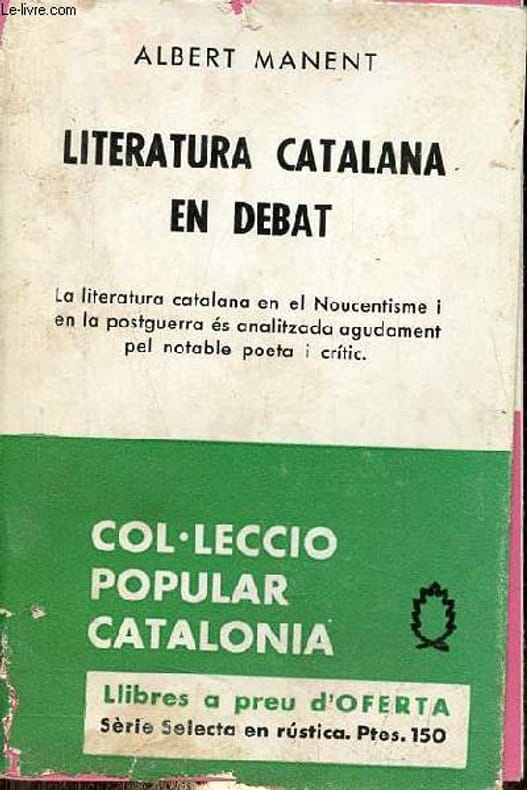 Le-livre.com
ALBERT MANENT
LITERATURA CATALANA
EN DEBAT
La literatura catalana en el Noucentisme i
en la postguerra és analitzada agudament
pel notable poeta i crític.
COL·LECCIO
POPULAR
CATALONIA
Llibres a preu d'OFERTA
Sèrie Selecta en rústica. Ptes. 150